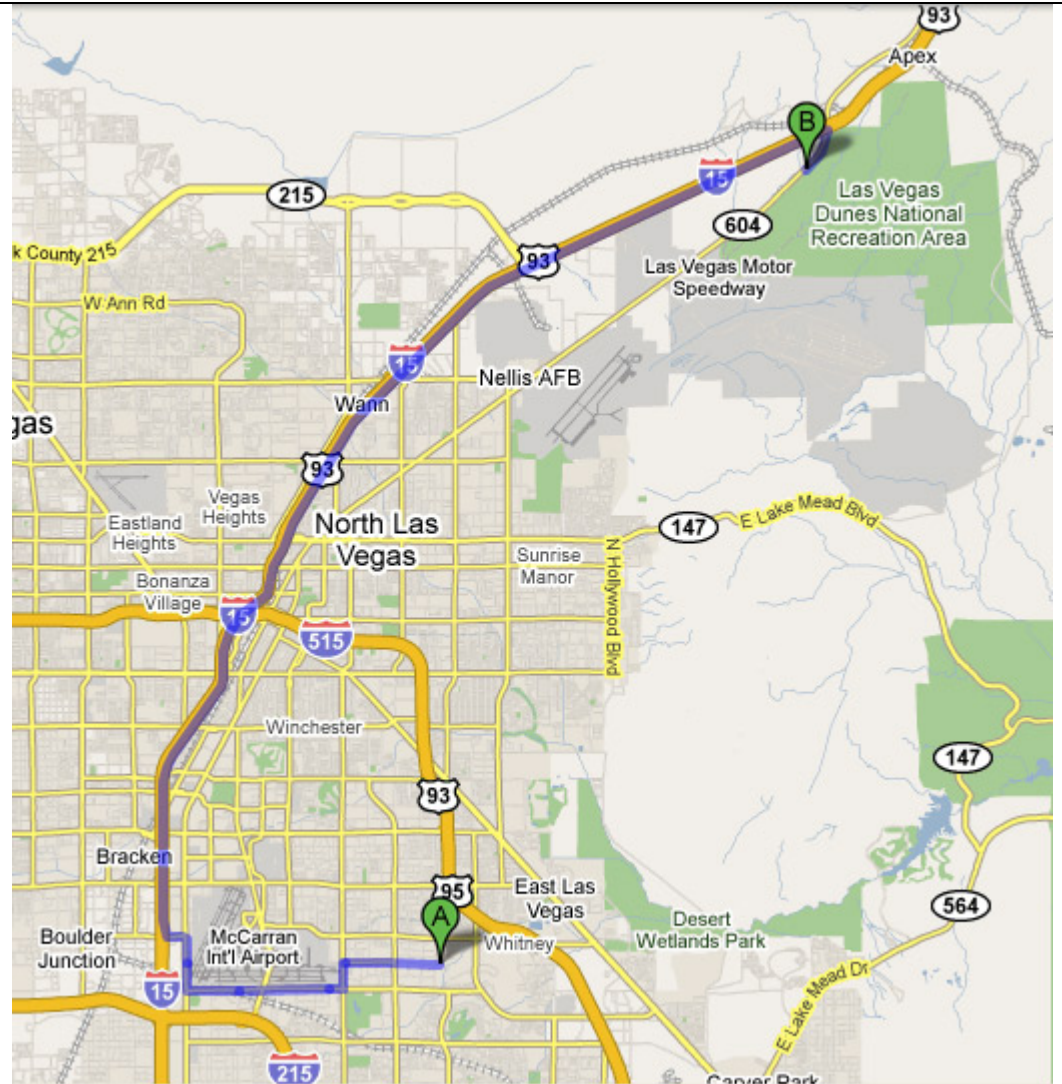 93
Apex
B
15
215
Las Vegas
Dunes National
Recreation Area
604
k County 215
93
Las Vegas Motor
Speedway
W Ann Rd
15
Nellis AFB
Wann
gas
93
Vegas
Heights
Eastland
Heights
North Las
Vegas
147
E Lake Mead Blvd
Sunrise
Manor
N Hollywood Blvd
Bonanza
Village
15
515
Winchester
147
93
Bracken
95
East Las
Vegas
A
564
Desert
Wetlands Park
Whitney
McCarran
Int'l Airport
Boulder
Junction
15
E Lake Mead Dr
215
Carver Park